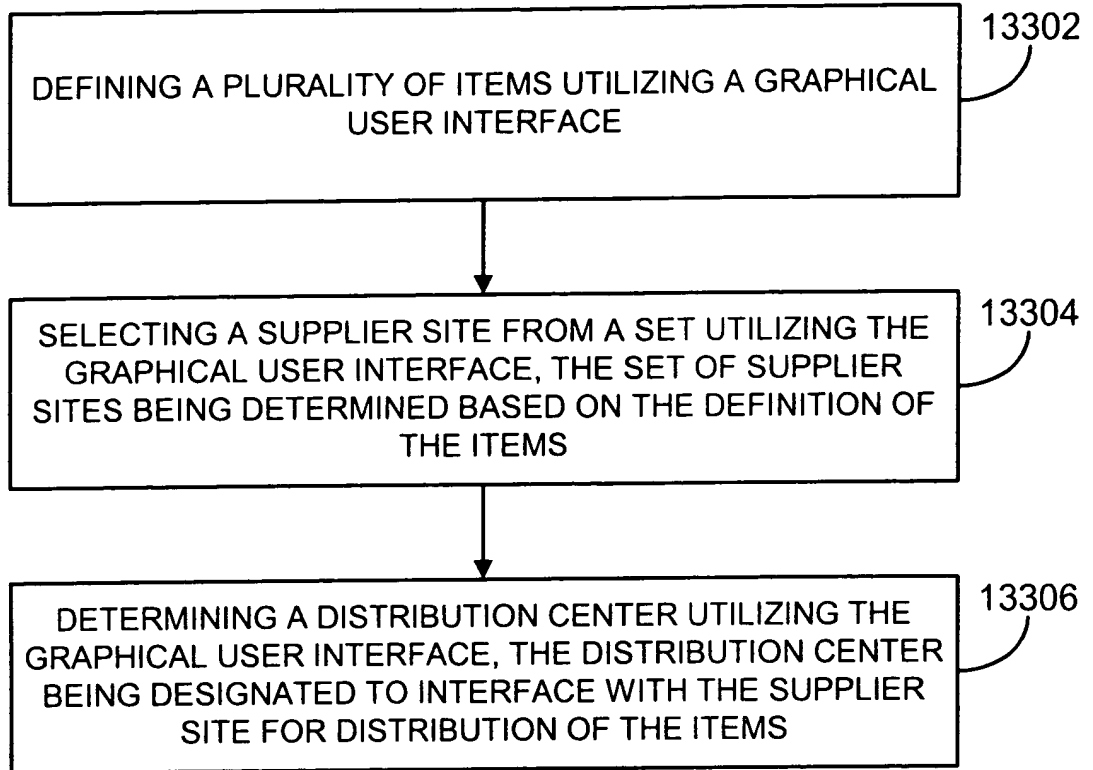 13302
DEFINING A PLURALITY OF ITEMS UTILIZING A GRAPHICAL
USER INTERFACE
13304
SELECTING A SUPPLIER SITE FROM A SET UTILIZING THE
GRAPHICAL USER INTERFACE, THE SET OF SUPPLIER
SITES BEING DETERMINED BASED ON THE DEFINITION OF
THE ITEMS
13306
DETERMINING A DISTRIBUTION CENTER UTILIZING THE
GRAPHICAL USER INTERFACE, THE DISTRIBUTION CENTER
BEING DESIGNATED TO INTERFACE WITH THE SUPPLIER
SITE FOR DISTRIBUTION OF THE ITEMS